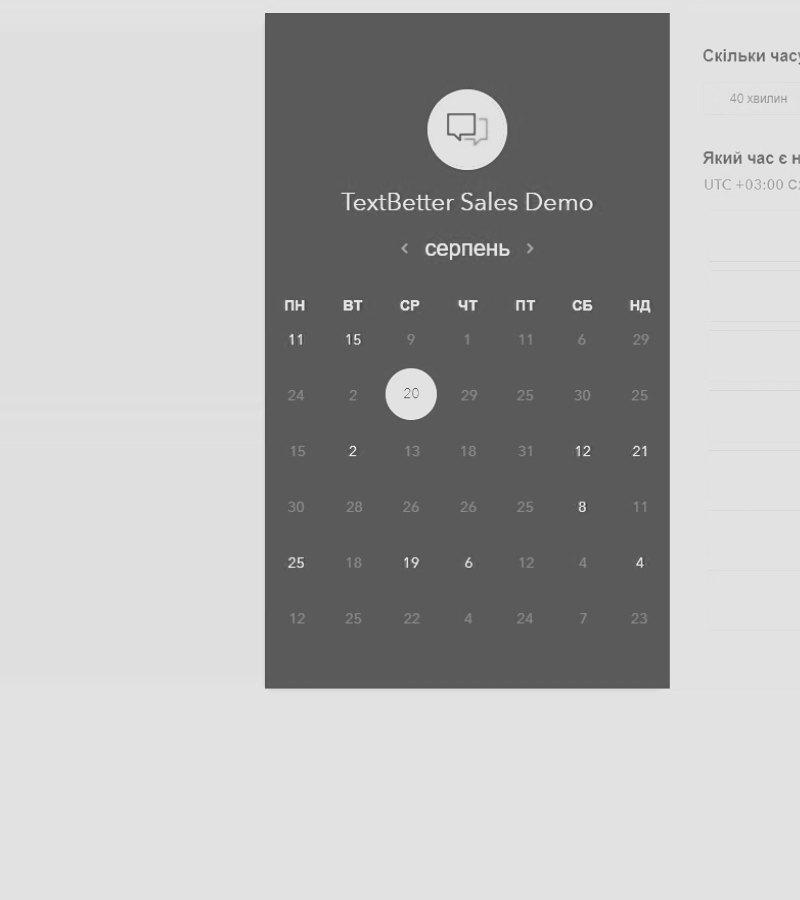 TextBetter Sales Demo
серпень
ПН ВТ СР ЧТ ПТ СБ НД
11 15 9 1 11 6 29
24 2 20 29 25 30 25
15 2 13 18 31 12 21
30 28 26 26 25 8 11
25 18 19 6 12 4 4
12 25 22 4 24 7 23
Скільки часу
40 хвилин
Який час є н
UTC +03:00